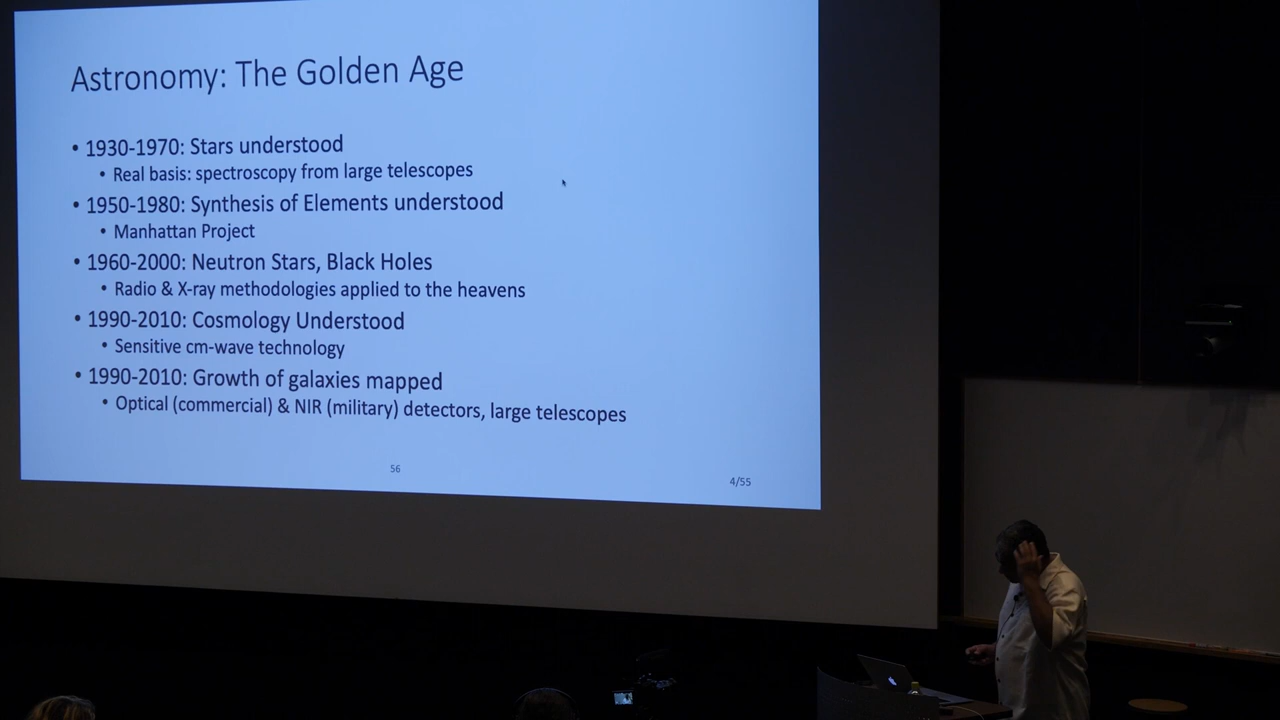 Astronomy: The Golden Age
• 1930-1970: Stars understood
• Real basis: spectroscopy from large telescopes
• 1950-1980: Synthesis of Elements understood
• Manhattan Project
• 1960-2000: Neutron Stars, Black Holes
• Radio & X-ray methodologies applied to the heavens
• 1990-2010: Cosmology Understood
• Sensitive cm-wave technology
• 1990-2010: Growth of galaxies mapped
• Optical (commercial) & NIR (military) detectors, large telescopes
56
4/55